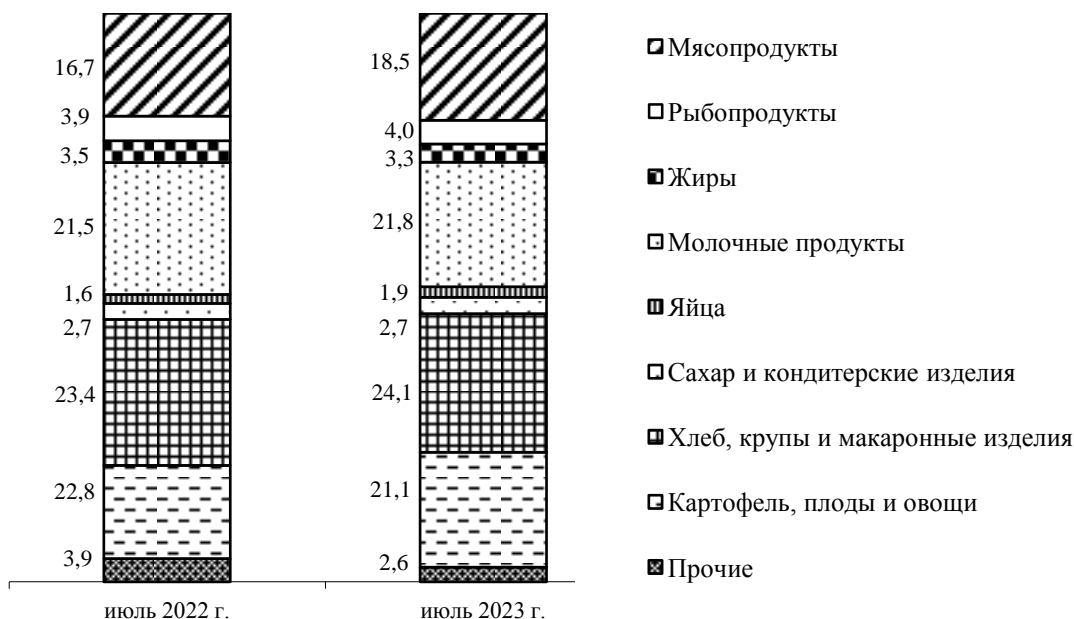 16,7
3,9
3,5
21,5
1,6
2,7
23,4
22,8
3,9
июль 2022 г.
18,5
4,0
3,3
21,8
1,9
2,7
24,1
21,1
2,6
июль 2023 г.
Мясопродукты
Рыбопродукты
Жиры
Молочные продукты
Яйца
Сахар и кондитерские изделия
Хлеб, крупы и макаронные изделия
Картофель, плоды и овощи
Прочие